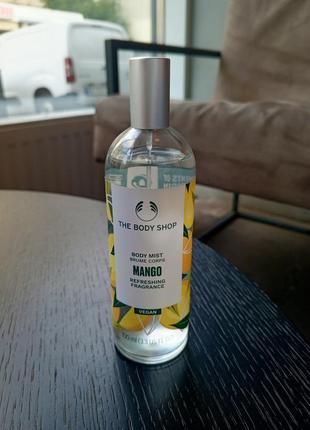 THE BODY SHOP
BODY MIST
BRUME CORPS
MANGO
REFRESHING
FRAGRANCE
VEGAN